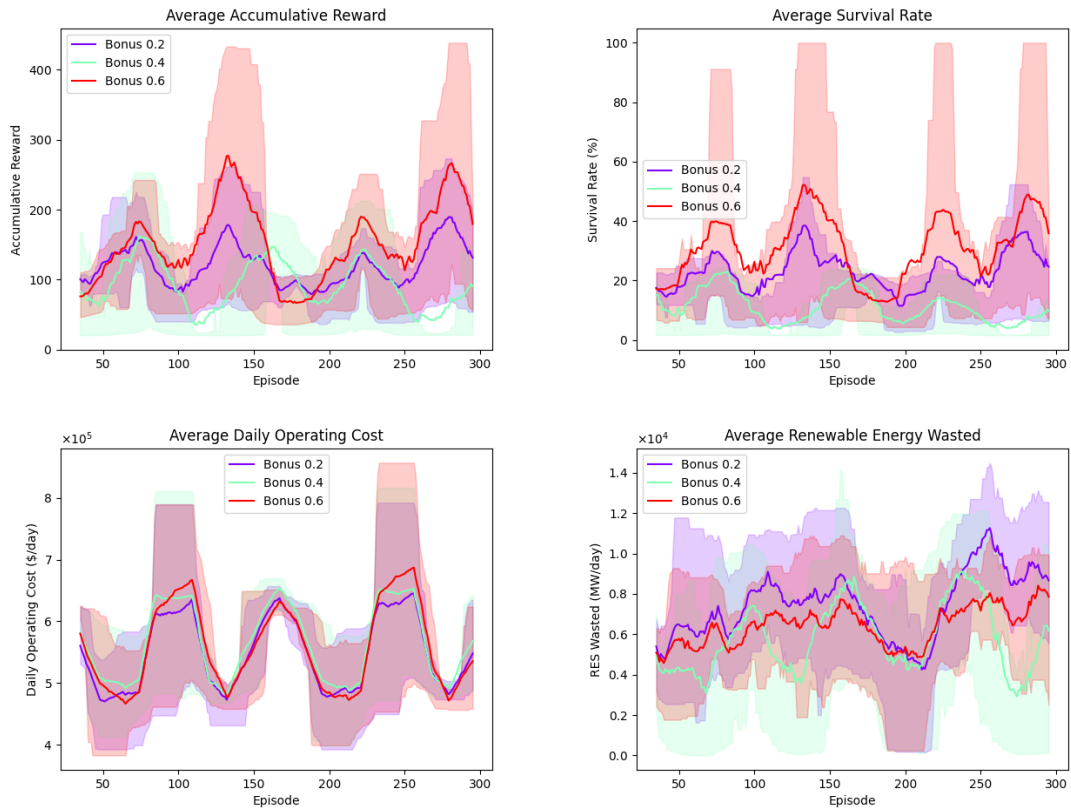 Average Accumulative Reward
Accumulative Reward
400
300
200
100
0
Bonus 0.2
Bonus 0.4
Bonus 0.6
50 100 150 200 250 300
Episode
Average Survival Rate
Survival Rate (%)
100
80
60
40
20
0
Bonus 0.2
Bonus 0.4
Bonus 0.6
50 100 150 200 250 300
Episode
Average Daily Operating Cost
×10⁵
Daily Operating Cost ($/day)
8
7
6
5
4
Bonus 0.2
Bonus 0.4
Bonus 0.6
50 100 150 200 250 300
Episode
Average Renewable Energy Wasted
×10⁴
RES Wasted (MW/day)
1.4
1.2
1.0
0.8
0.6
0.4
0.2
0.0
Bonus 0.2
Bonus 0.4
Bonus 0.6
50 100 150 200 250 300
Episode